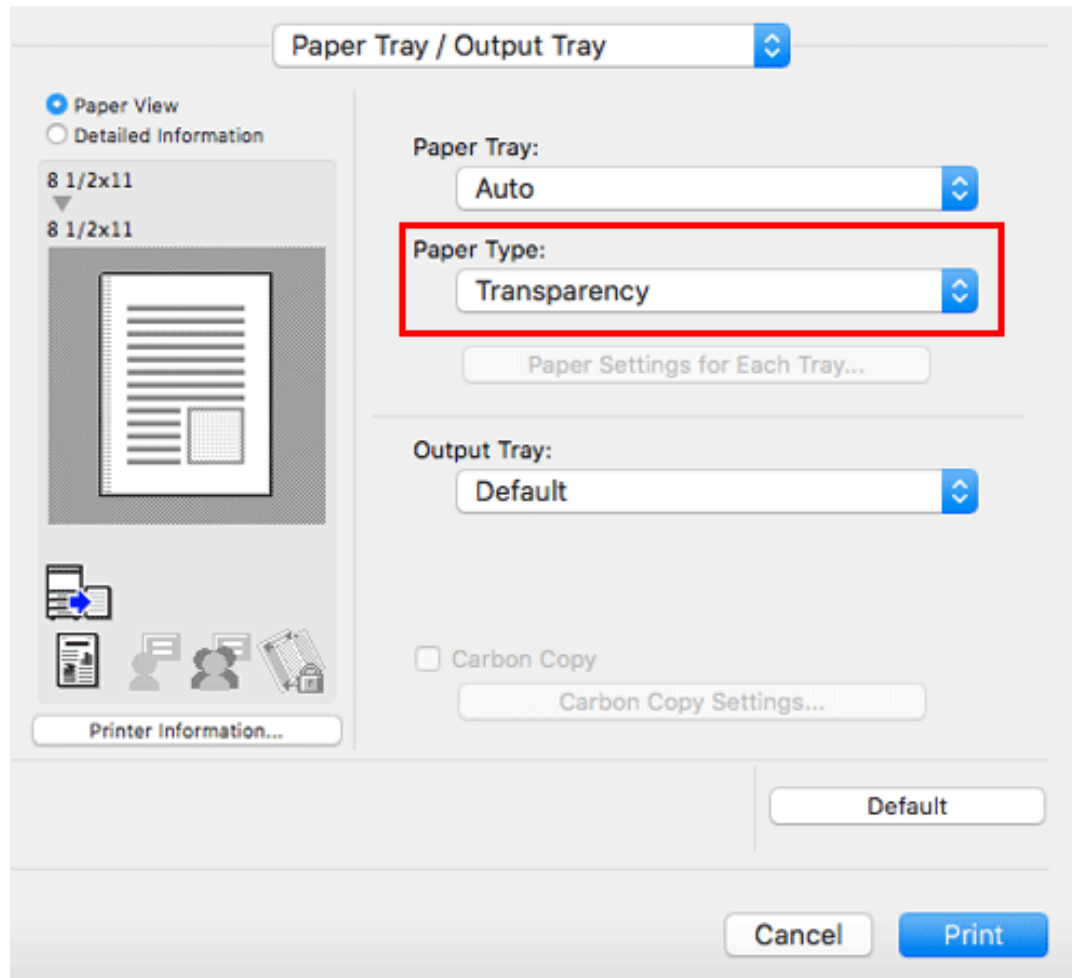 Paper Tray / Output Tray
Paper View
Detailed Information
8 1/2x11
8 1/2x11
Printer Information...
Paper Tray:
Auto
Paper Type:
Transparency
Paper Settings for Each Tray...
Output Tray:
Default
Carbon Copy
Carbon Copy Settings...
Default
Cancel
Print